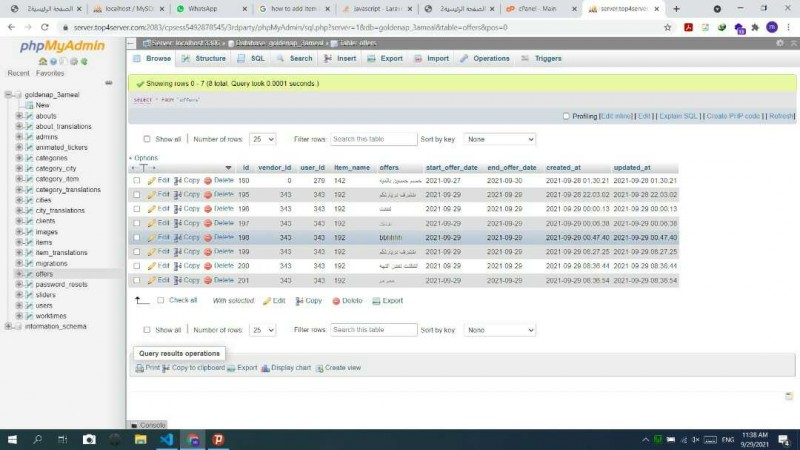 الصفحة الرئيسية2
localhost / MySQ
WhatsApp
how to add item
javascript - Larav
الصفحة الرئيسية2
cPanel - Main
server.top4server
server.top4server.com:2083/cpsess5492878545/3rdparty/phpMyAdmin/sql.php?server=1&db=goldenap_3ameal&table=offers&pos=0
phpMyAdmin
Recent Favorites
goldenap_3ameal
New
abouts
about_translations
admins
animated_tickers
categories
category_city
category_item
category_translations
cities
city_translations
clients
images
items
item_translations
migrations
offers
password_resets
sliders
users
worktimes
information_schema
Server: localhost:3306 » Database: goldenap_3ameal » Table: offers
Browse Structure SQL Search Insert Export Import Operations Triggers
Showing rows 0 - 7 (8 total, Query took 0.0001 seconds.)
SELECT * FROM `offers`
Profiling [Edit inline] [ Edit ] [ Explain SQL ] [ Create PHP code ] [ Refresh]
Show all Number of rows: 25 Filter rows: Search this table Sort by key: None
+ Options
id vendor_id user_id item_name offers start_offer_date end_offer_date created_at updated_at
Edit Copy Delete 160 0 279 142 2021-09-27 2021-09-30 2021-09-28 01:30:21 2021-09-28 01:30:21
Edit Copy Delete 195 343 343 192 2021-09-29 2021-09-29 2021-09-28 22:03:02 2021-09-28 22:03:02
Edit Copy Delete 196 343 343 192 2021-09-29 2021-09-29 2021-09-29 00:00:13 2021-09-29 00:00:13
Edit Copy Delete 197 343 343 192 2021-09-29 2021-09-29 2021-09-29 00:06:38 2021-09-29 00:06:38
Edit Copy Delete 198 343 343 192 2021-09-29 2021-09-29 2021-09-29 00:47:40 2021-09-29 00:47:40
Edit Copy Delete 199 343 343 192 2021-09-29 2021-09-29 2021-09-29 06:27:25 2021-09-29 06:27:25
Edit Copy Delete 200 343 343 192 2021-09-29 2021-09-29 2021-09-29 08:36:44 2021-09-29 08:36:44
Edit Copy Delete 201 343 343 192 2021-09-29 2021-09-29 2021-09-29 08:36:54 2021-09-29 08:36:54
Check all With selected: Edit Copy Delete Export
Show all Number of rows: 25 Filter rows: Search this table Sort by key: None
Query results operations
Print Copy to clipboard Export Display chart Create view
Console
ENG
11:38 AM
9/29/2021